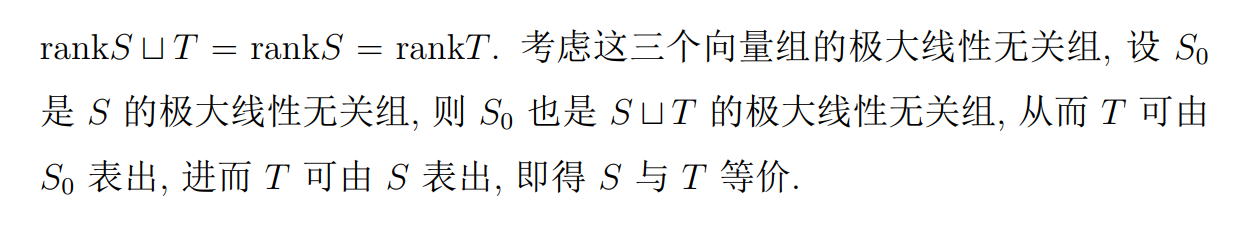 rankS ⊔ T = rankS = rankT. 考虑这三个向量组的极大线性无关组, 设 S₀
是 S 的极大线性无关组, 则 S₀ 也是 S ⊔ T 的极大线性无关组, 从而 T 可由
S₀ 表出, 进而 T 可由 S 表出, 即得 S 与 T 等价.